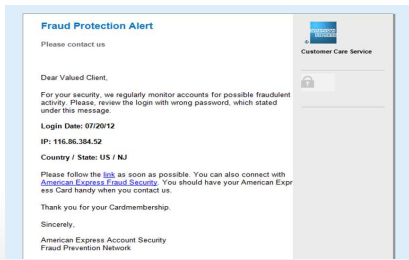 Fraud Protection Alert
Please contact us
AMERICAN EXPRESS
®
Customer Care Service
Dear Valued Client,
For your security, we regularly monitor accounts for possible fraudulent
activity. Please, review the login with wrong password, which stated
under this message.
Login Date: 07/20/12
IP: 116.86.384.52
Country / State: US / NJ
Please follow the link as soon as possible. You can also connect with
American Express Fraud Security. You should have your American Expr
ess Card handy when you contact us.
Thank you for your Cardmembership.
Sincerely,
American Express Account Security
Fraud Prevention Network